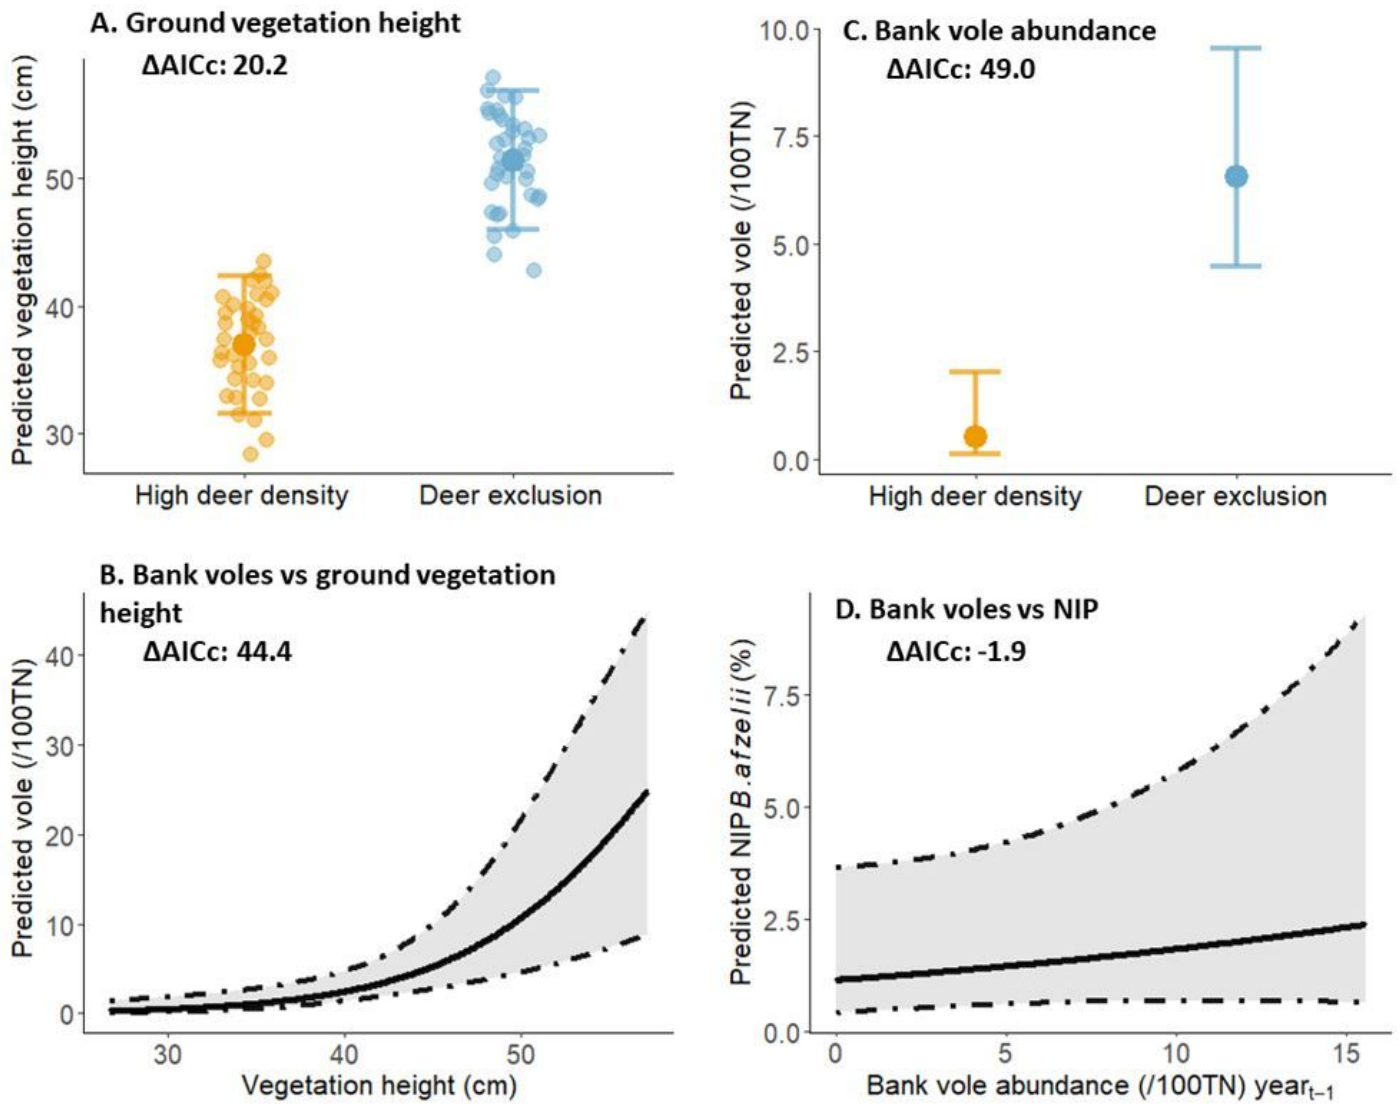 A. Ground vegetation height
ΔAICc: 20.2
Predicted vegetation height (cm)
50
40
30
High deer density
Deer exclusion
C. Bank vole abundance
ΔAICc: 49.0
Predicted vole (/100TN)
10.0
7.5
5.0
2.5
0.0
High deer density
Deer exclusion
B. Bank voles vs ground vegetation
height
ΔAICc: 44.4
Predicted vole (/100TN)
40
30
20
10
0
30
40
50
Vegetation height (cm)
D. Bank voles vs NIP
ΔAICc: -1.9
Predicted NIP B. afzelii (%)
7.5
5.0
2.5
0.0
0
5
10
15
Bank vole abundance (/100TN) year t−1